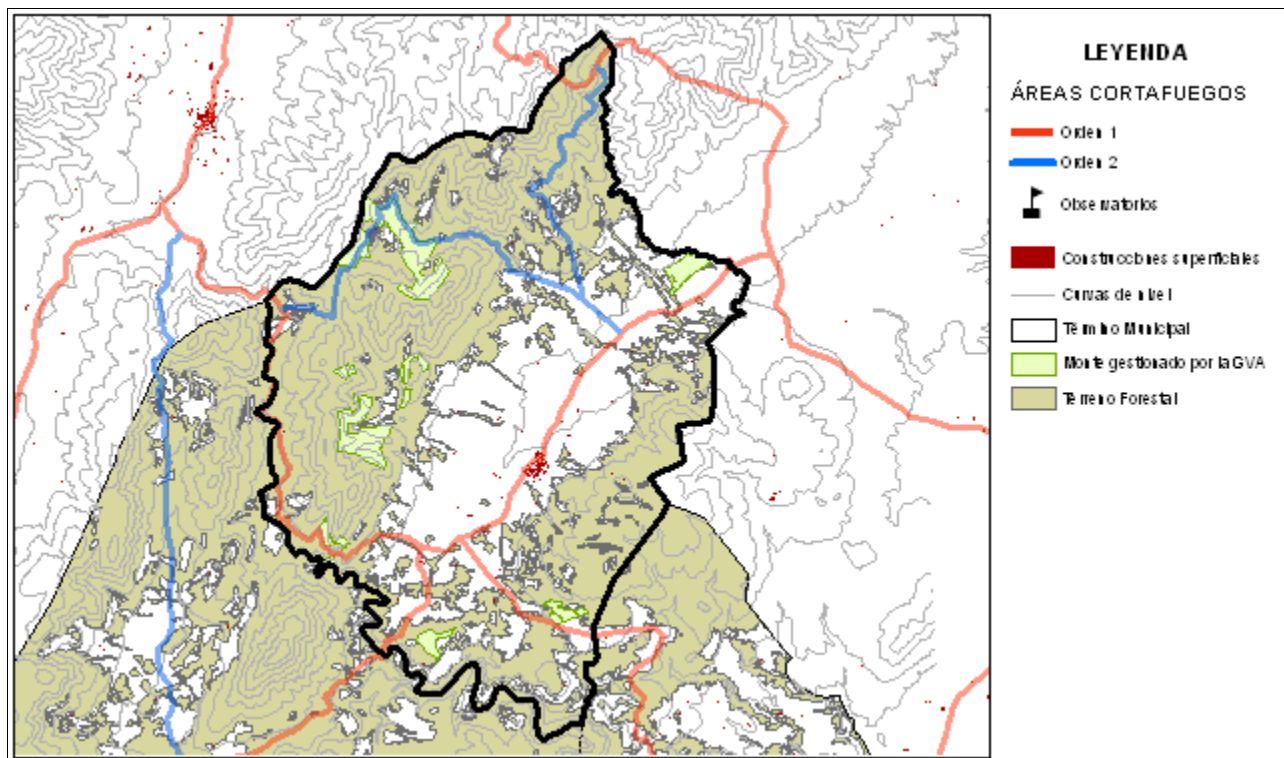 LEYENDA
ÁREAS CORTAFUEGOS
Orden 1
Orden 2
Observatorios
Construcciones superficiales
Curvas de nivel
Término Municipal
Monte gestionado por la GVA
Terreno Forestal